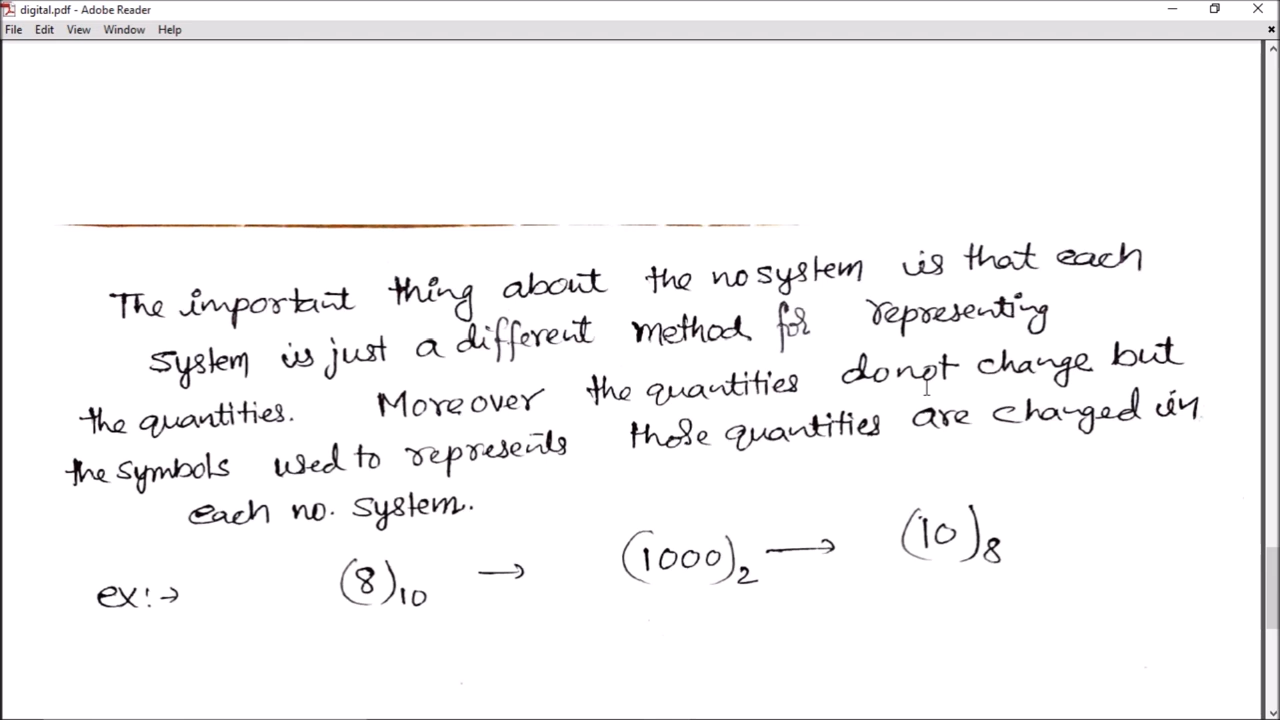 digital.pdf - Adobe Reader
File Edit View Window Help
The important thing about the no system is that each
system is just a different method for representing
the quantities. Moreover the quantities donot change but
the symbols used to represents those quantities are changed in
each no. system.
ex:→ (8)₁₀ → (1000)₂ → (10)₈